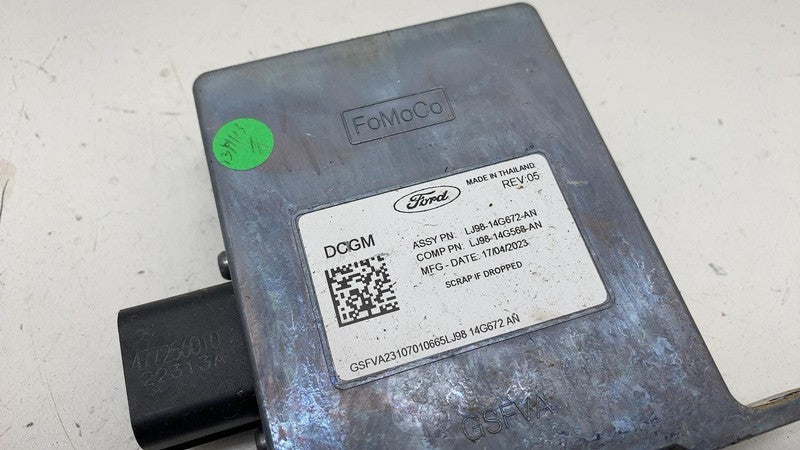 FoMoCo
Ford
MADE IN THAILAND
REV:05
DCGM
ASSY PN: LJ98-14G672-AN
COMP PN: LJ98-14G568-AN
MFG - DATE: 17/04/2023
SCRAP IF DROPPED
GSFVA23107010665LJ98 14G672 AN
GSFVA
22313A